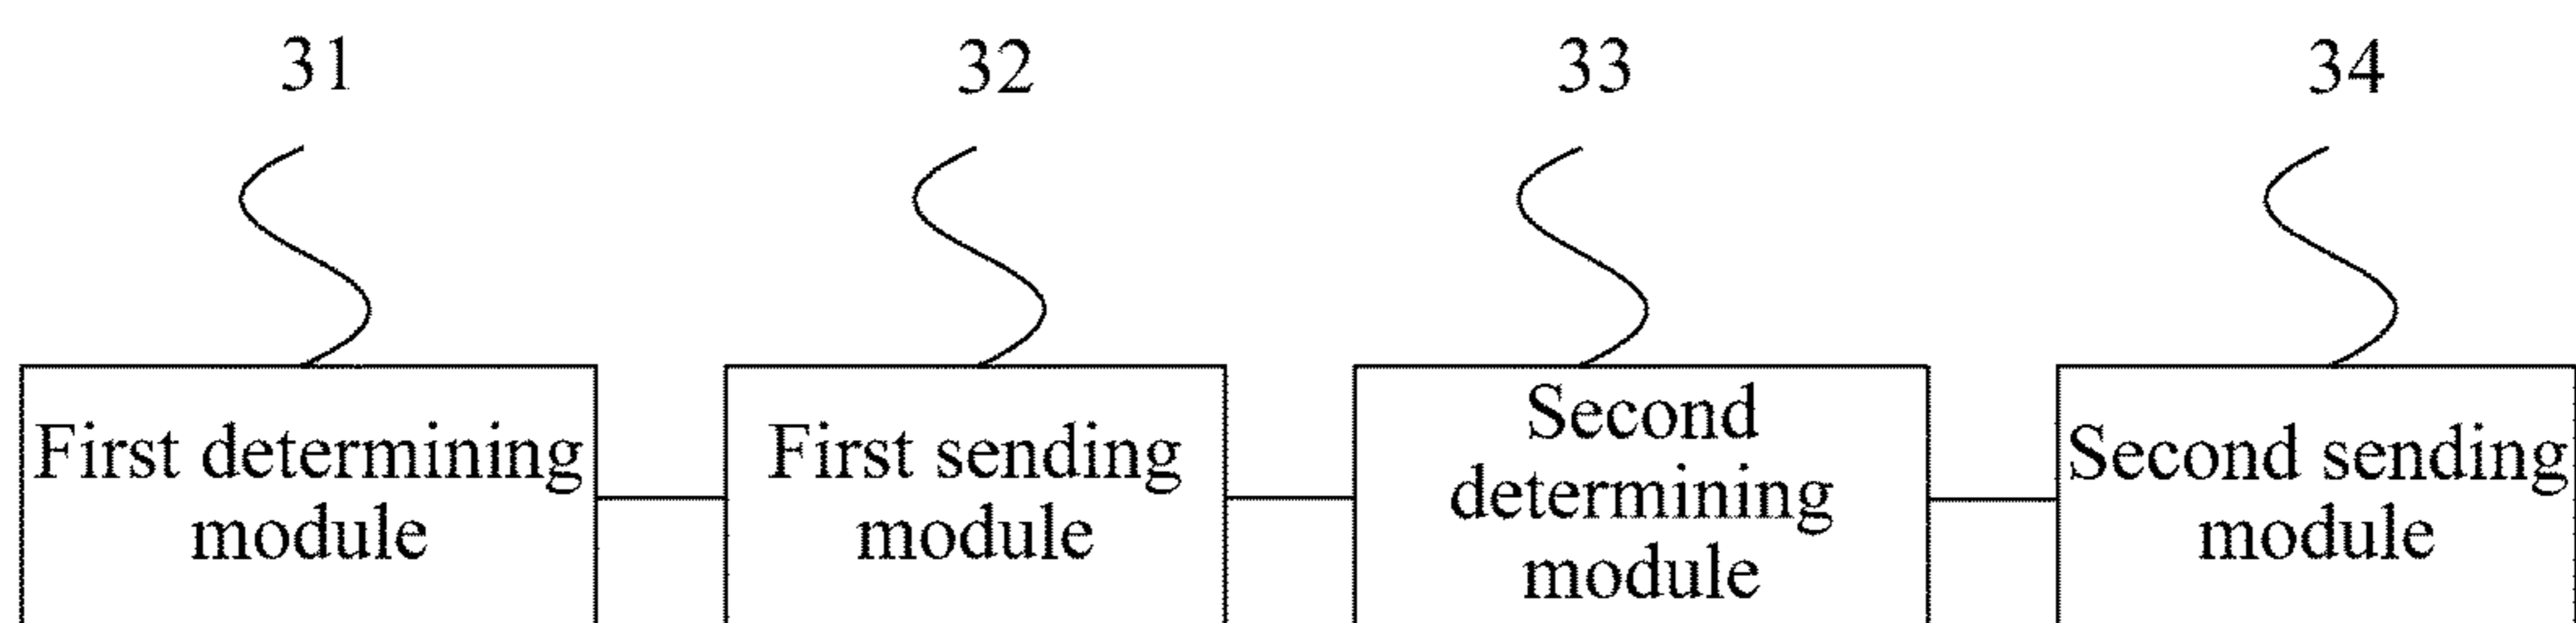 31
32
33
34
First determining
module
First sending
module
Second
determining
module
Second sending
module